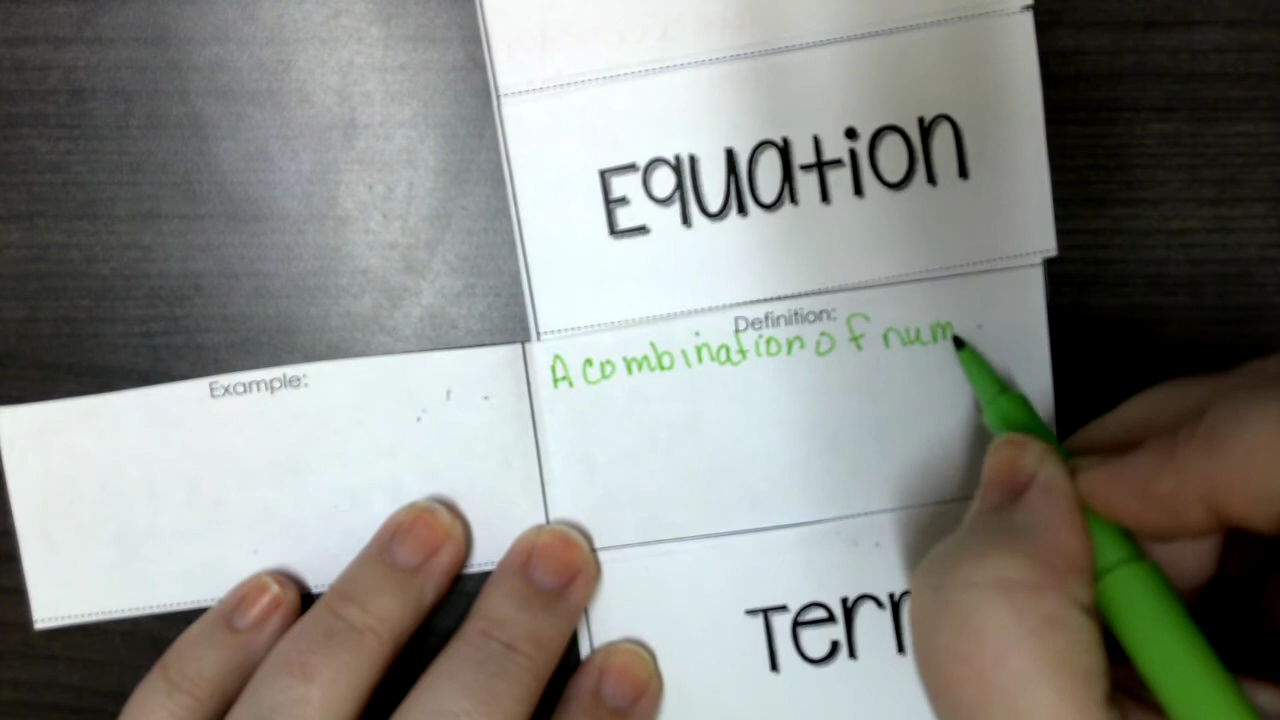 Equation
Definition:
A combination of num
Example:
Terr